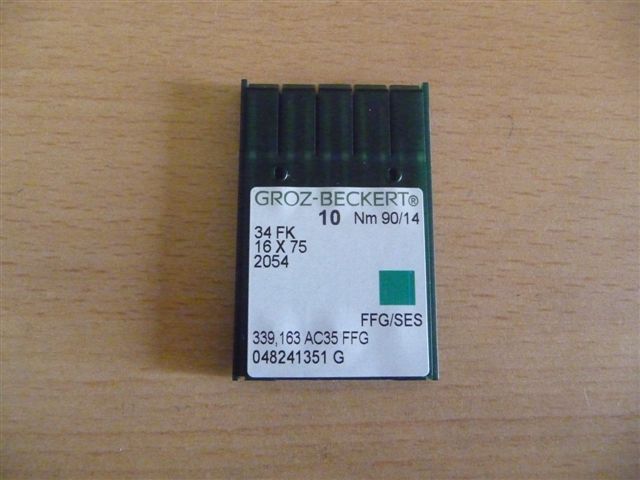 GROZ-BECKERT®
10 Nm 90/14
34 FK
16 X 75
2054
FFG/SES
339,163 AC35 FFG
048241351 G